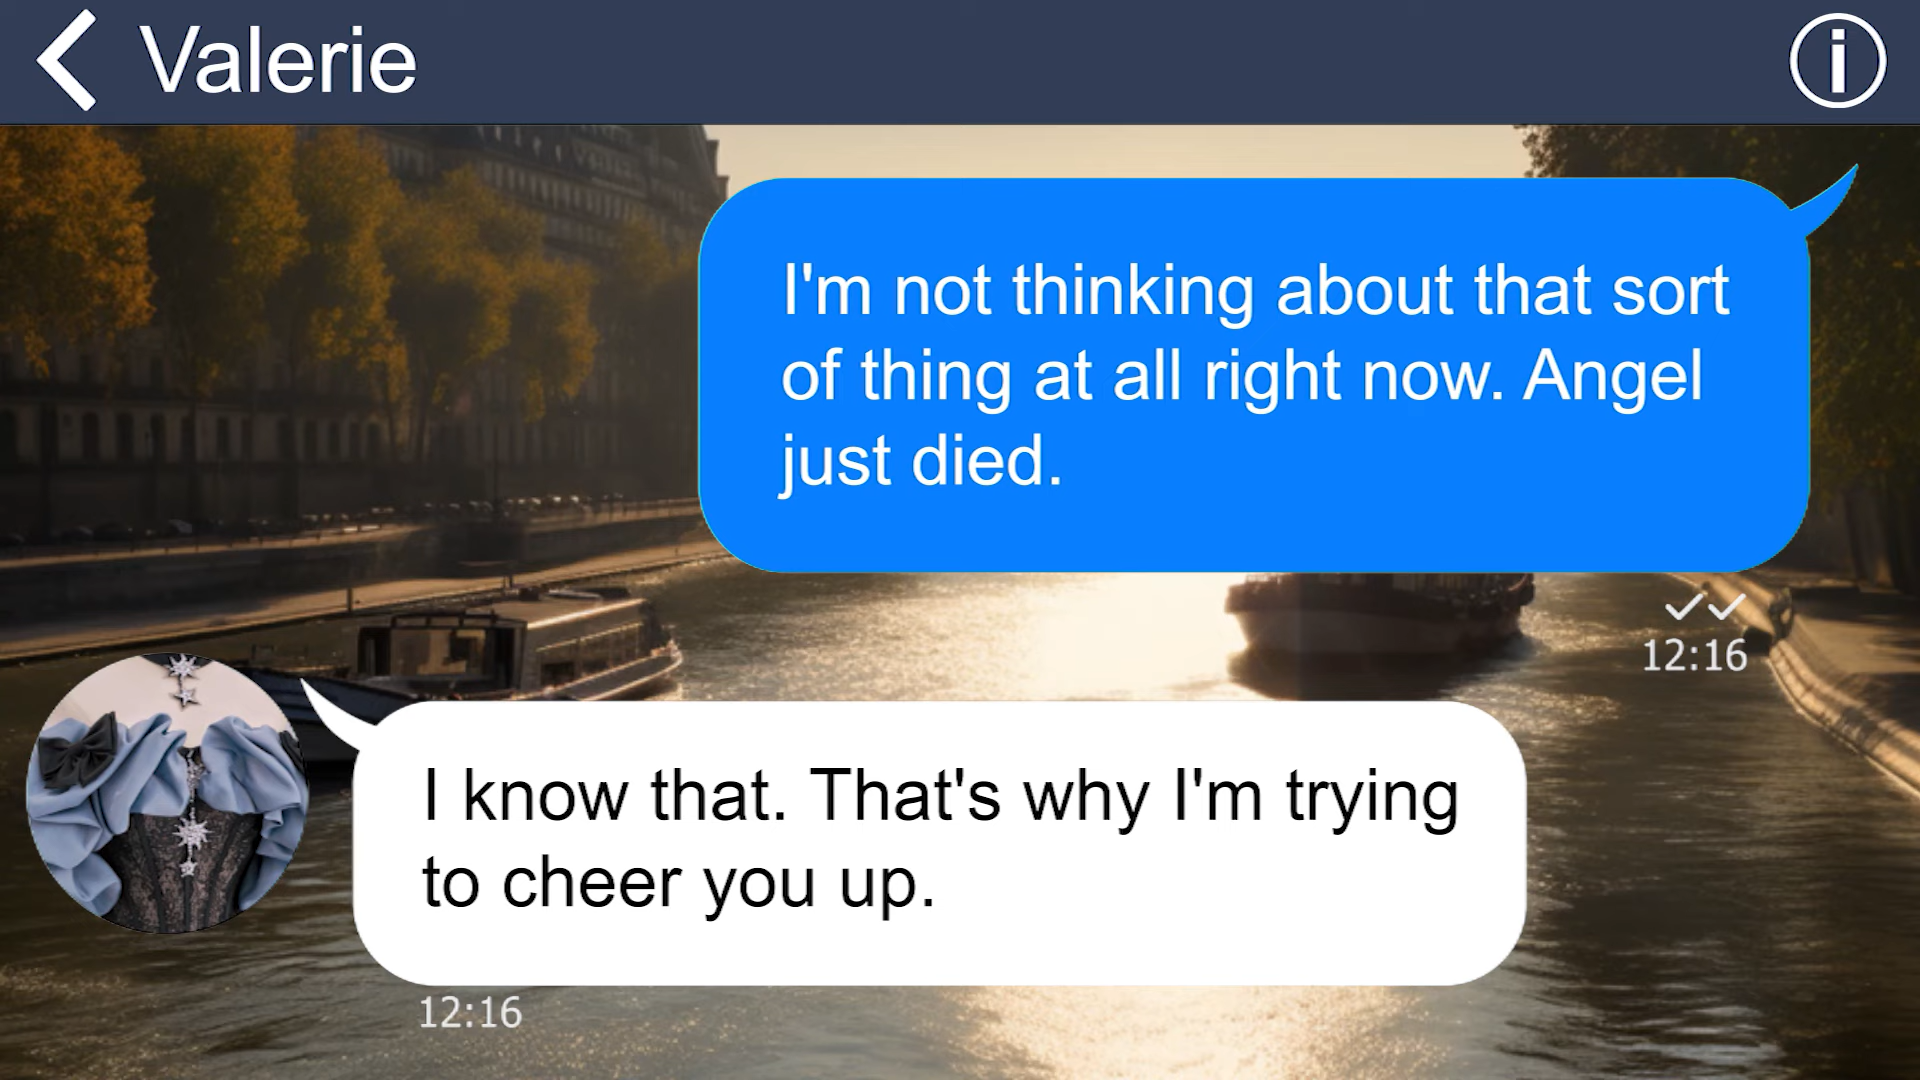 Valerie
I'm not thinking about that sort
of thing at all right now. Angel
just died.
12:16
I know that. That's why I'm trying
to cheer you up.
12:16